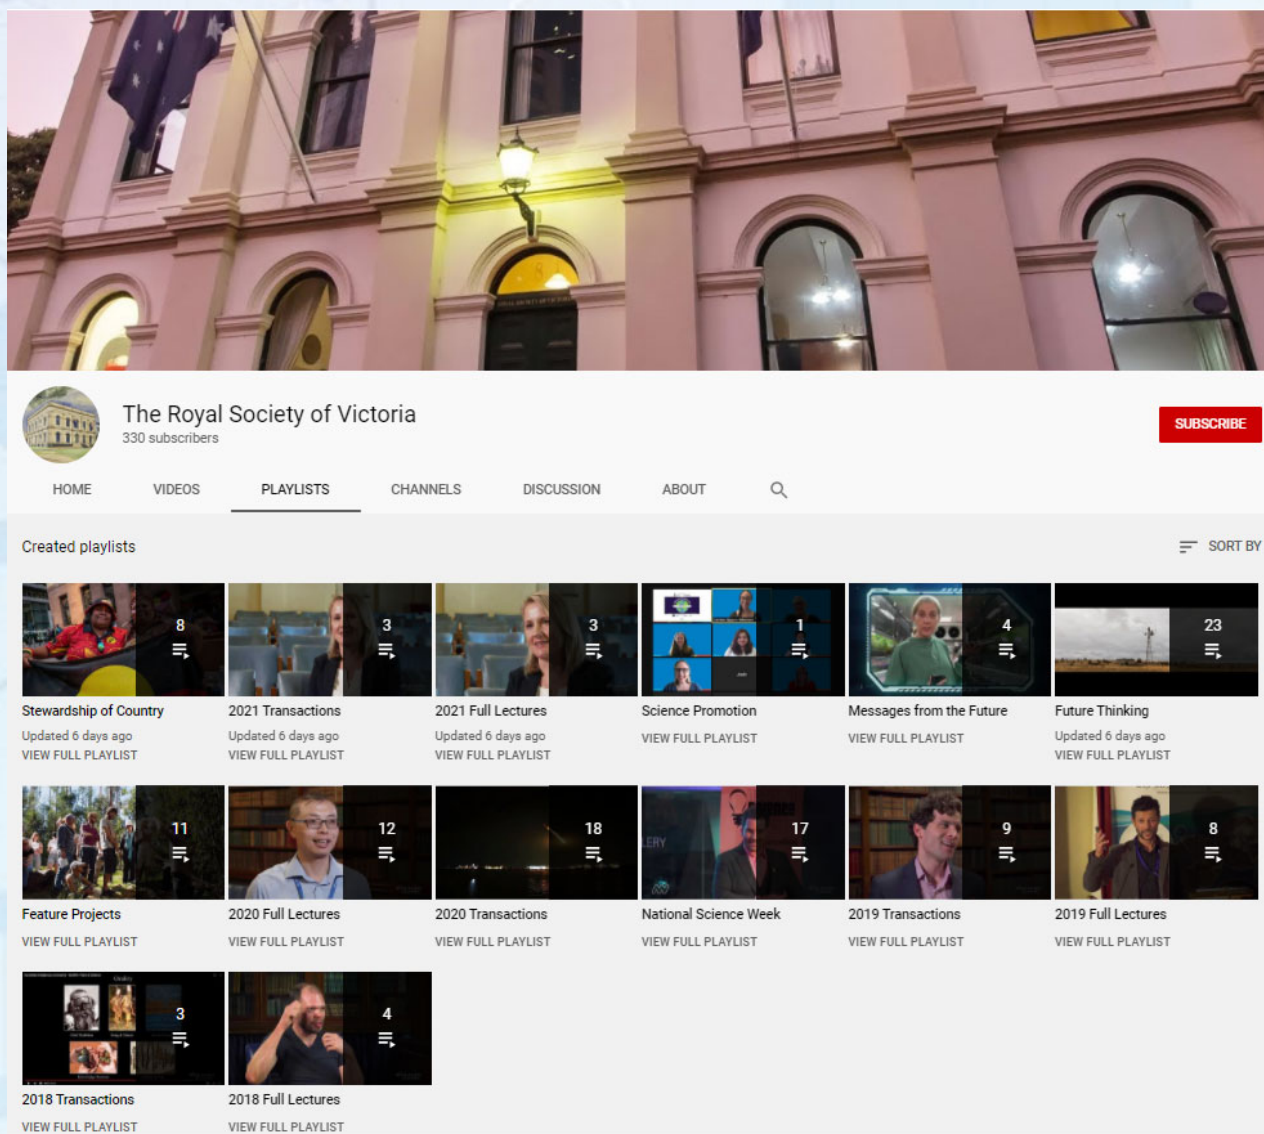 The Royal Society of Victoria
330 subscribers
SUBSCRIBE
HOME VIDEOS PLAYLISTS CHANNELS DISCUSSION ABOUT
Created playlists
SORT BY
8 3 3 1 4 23
Stewardship of Country 2021 Transactions 2021 Full Lectures Science Promotion Messages from the Future Future Thinking
Updated 6 days ago Updated 6 days ago Updated 6 days ago VIEW FULL PLAYLIST VIEW FULL PLAYLIST Updated 6 days ago
VIEW FULL PLAYLIST VIEW FULL PLAYLIST VIEW FULL PLAYLIST VIEW FULL PLAYLIST
11 12 18 17 9 8
Feature Projects 2020 Full Lectures 2020 Transactions National Science Week 2019 Transactions 2019 Full Lectures
VIEW FULL PLAYLIST VIEW FULL PLAYLIST VIEW FULL PLAYLIST VIEW FULL PLAYLIST VIEW FULL PLAYLIST VIEW FULL PLAYLIST
3 4
2018 Transactions 2018 Full Lectures
VIEW FULL PLAYLIST VIEW FULL PLAYLIST